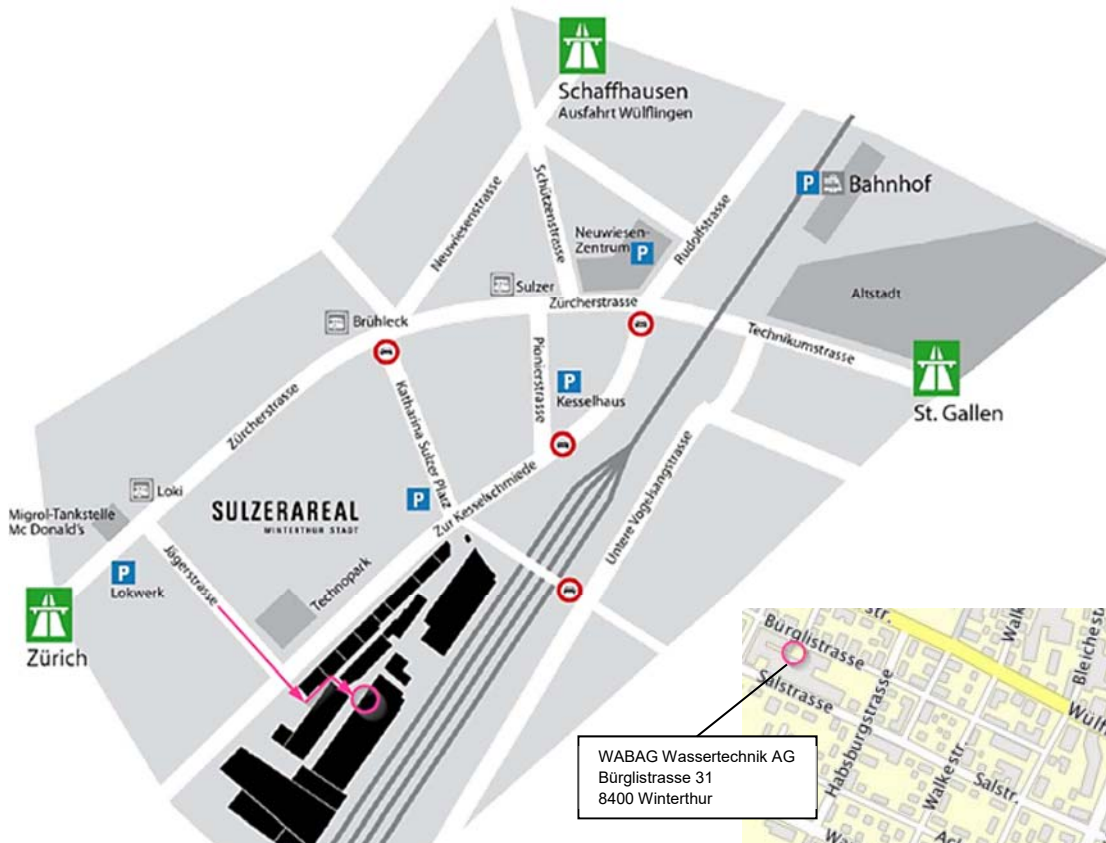 Schaffhausen
Ausfahrt Wülflingen
Bahnhof
Neuwiesenstrasse
Schützenstrasse
Neuwiesen-
Zentrum
P
Rudolfstrasse
P
Sulzer
Zürcherstrasse
Altstadt
Brühleck
Technikumstrasse
Pionierstrasse
P
Kesselhaus
St. Gallen
Zürcherstrasse
Katharina Sulzer Platz
Loki
P
Zur Kesselschmiede
Untere Vogelsangstrasse
SULZERAREAL
WINTERTHUR STADT
Migrol-Tankstelle
Mc Donald's
Jägerstrasse
P
Lokwerk
Technopark
Zürich
Bürglistrasse
Salstrasse
Habsburgstrasse
Walkestr.
Salstr.
WABAG Wassertechnik AG
Bürglistrasse 31
8400 Winterthur